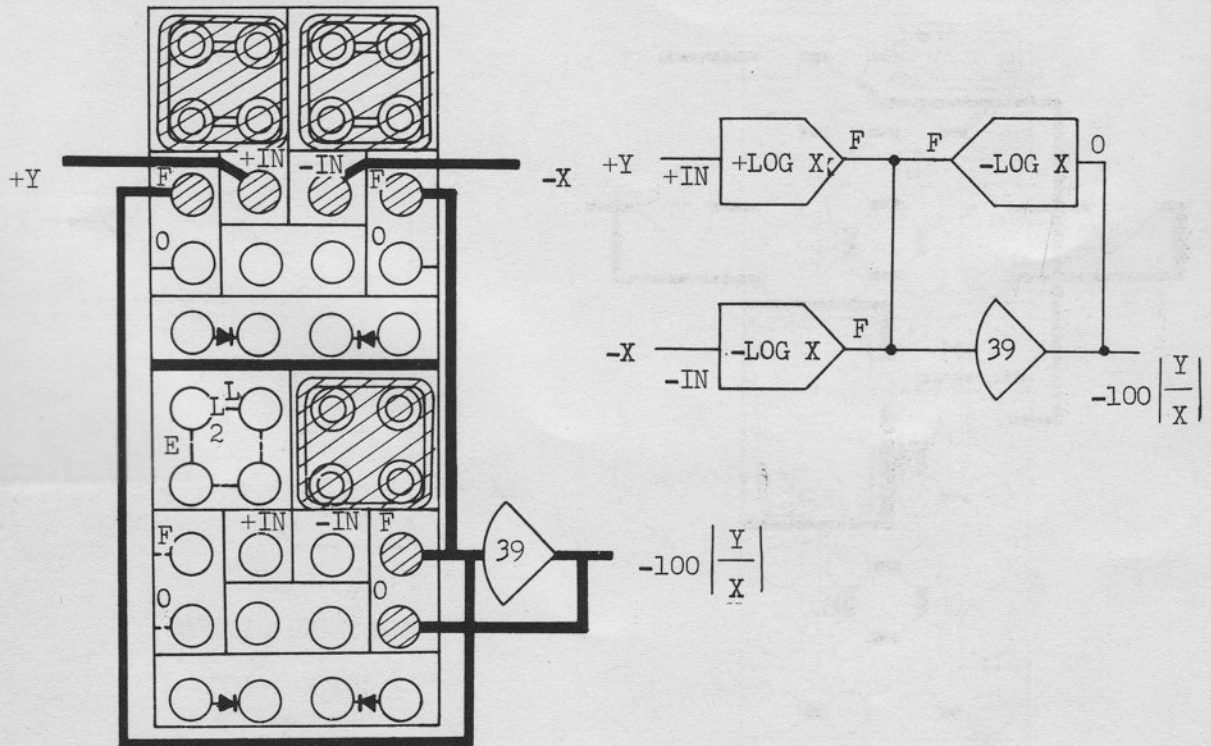 +IN
-IN
+Y
-X
F
F
0
0
L
L
2
E
F
+IN
-IN
F
0
0
39
-100 |Y/X|
+Y
+IN
+LOG X
F
F
-LOG X
0
-X
-IN
-LOG X
F
39
-100 |Y/X|